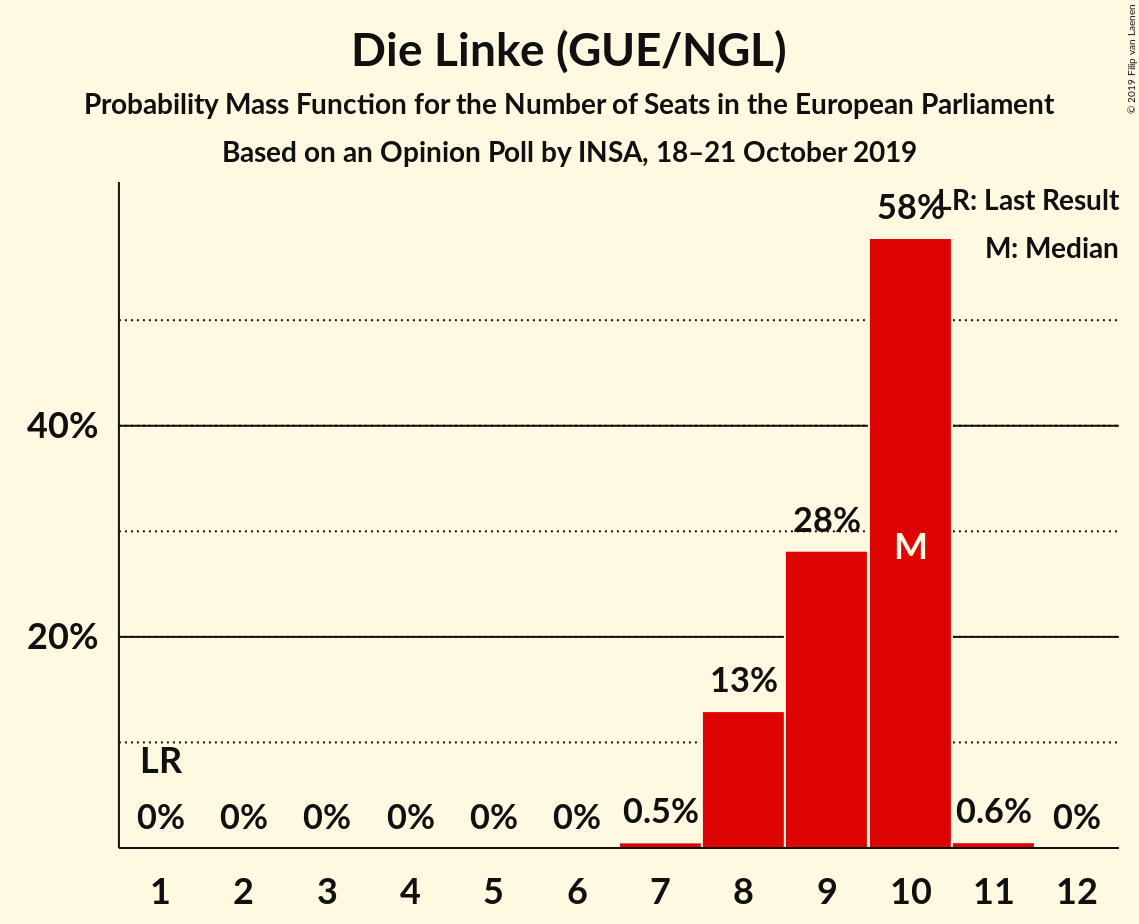 Die Linke (GUE/NGL)
Probability Mass Function for the Number of Seats in the European Parliament
Based on an Opinion Poll by INSA, 18–21 October 2019
© 2019 Filip van Laenen
LR: Last Result
M: Median
58%
40%
28%
M
20%
13%
LR
0% 0% 0% 0% 0% 0% 0.5% 0.6% 0%
1 2 3 4 5 6 7 8 9 10 11 12